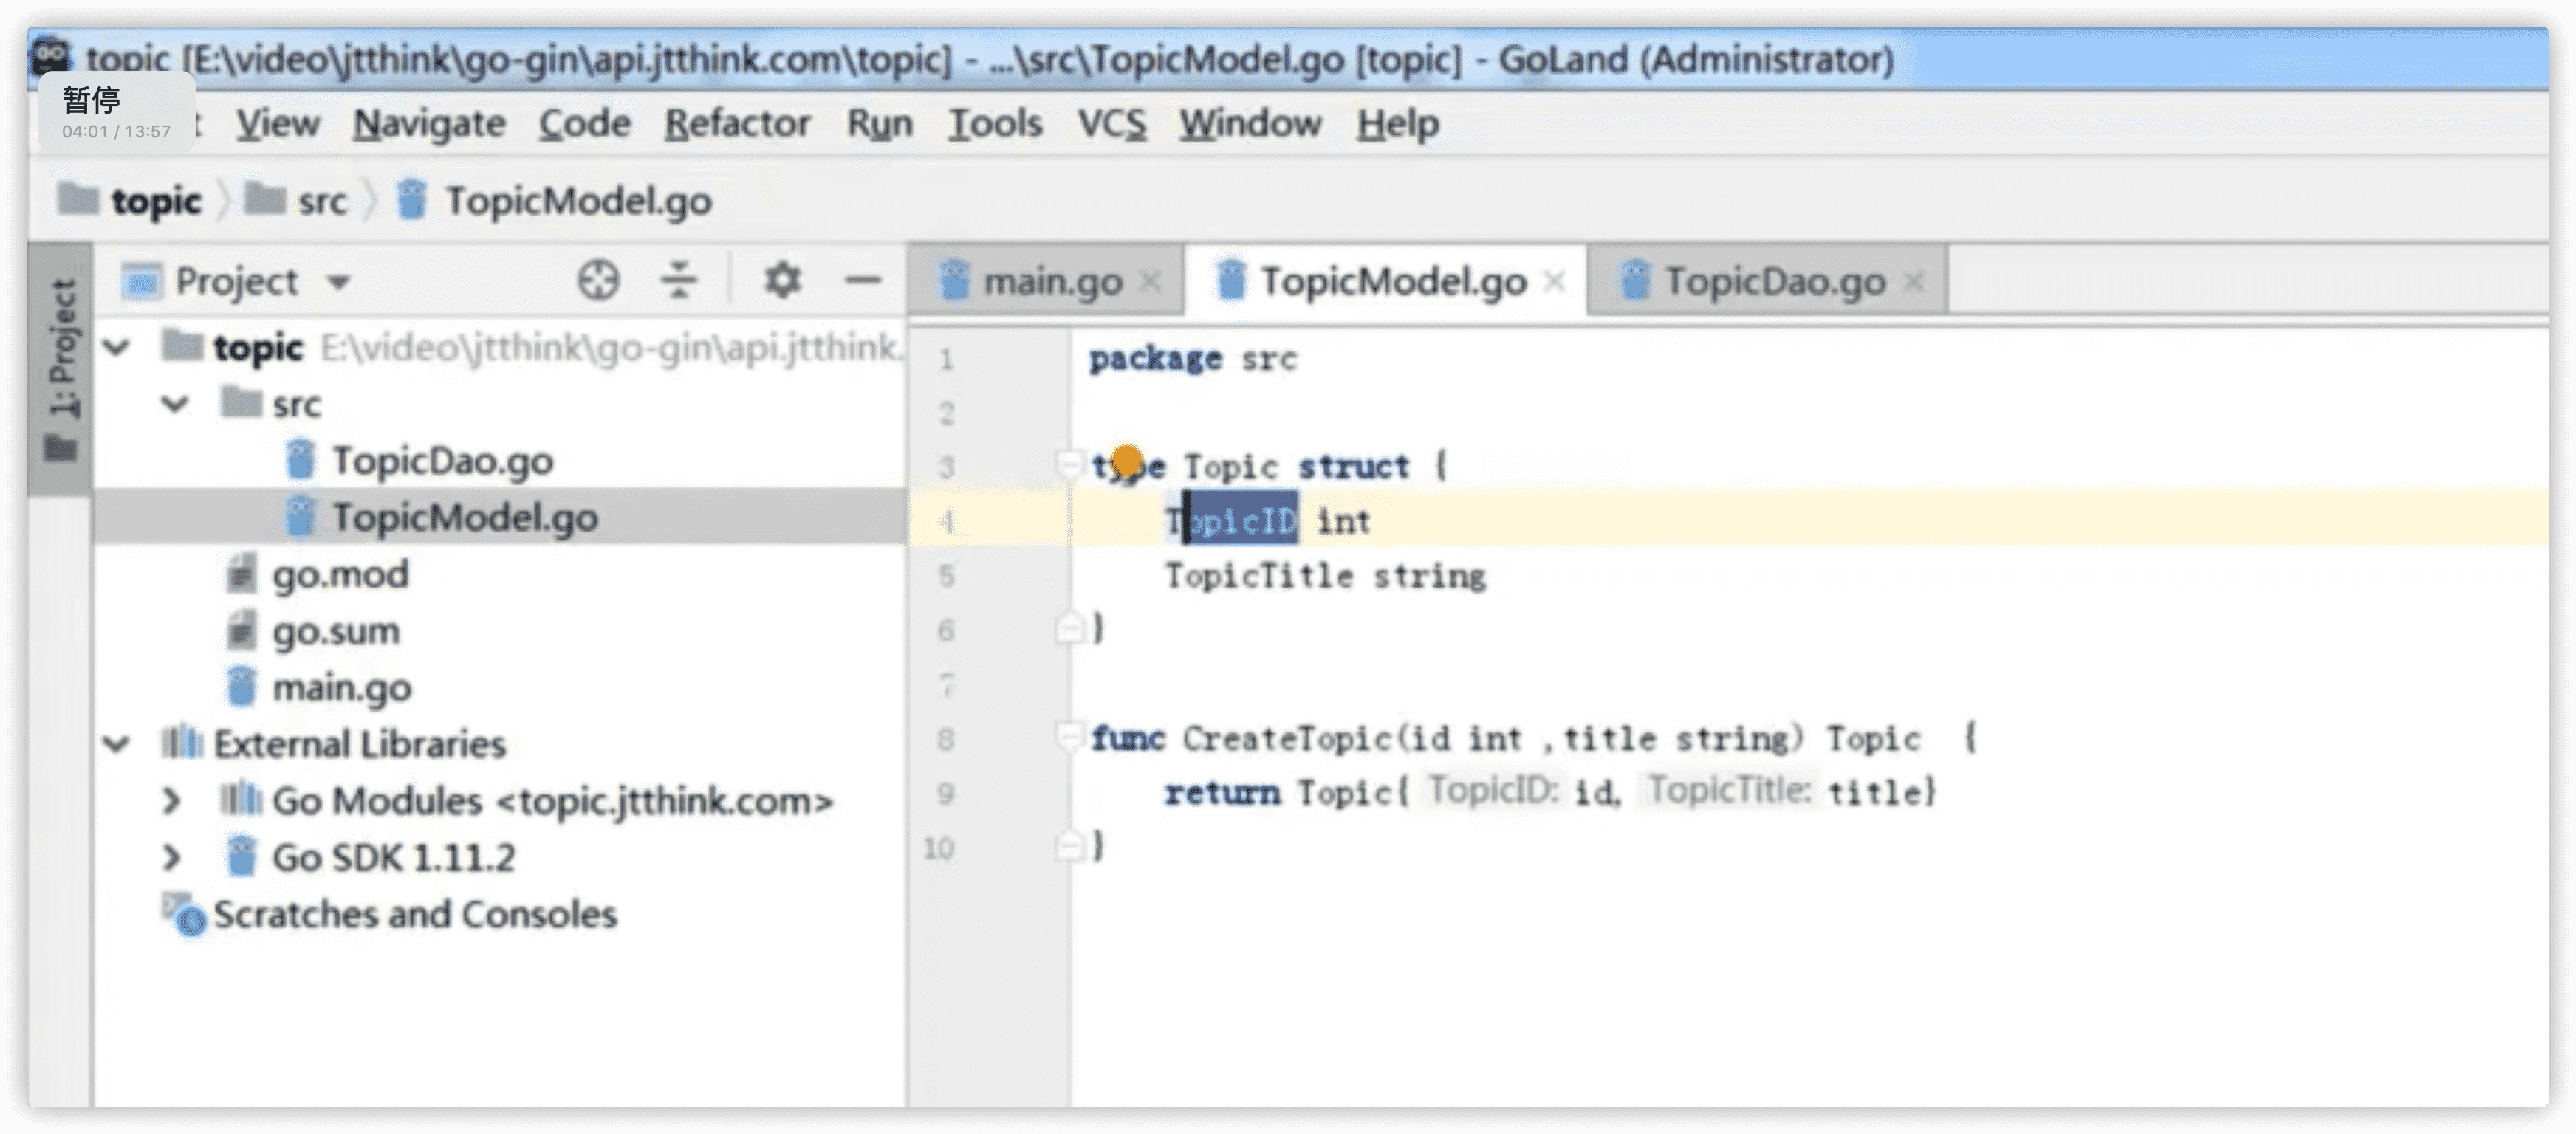 topic [E:\video\jtthink\go-gin\api.jtthink.com\topic] - ...\src\TopicModel.go [topic] - GoLand (Administrator)
暂停
04:01 / 13:57
t View Navigate Code Refactor Run Tools VCS Window Help
topic src TopicModel.go
1: Project
Project
main.go TopicModel.go TopicDao.go
topic E:\video\jtthink\go-gin\api.jtthink.
src
TopicDao.go
TopicModel.go
go.mod
go.sum
main.go
External Libraries
Go Modules <topic.jtthink.com>
Go SDK 1.11.2
Scratches and Consoles
1 package src
2
3 type Topic struct {
4 TopicID int
5 TopicTitle string
6 }
7
8 func CreateTopic(id int ,title string) Topic {
9 return Topic{ TopicID: id, TopicTitle: title}
10 }